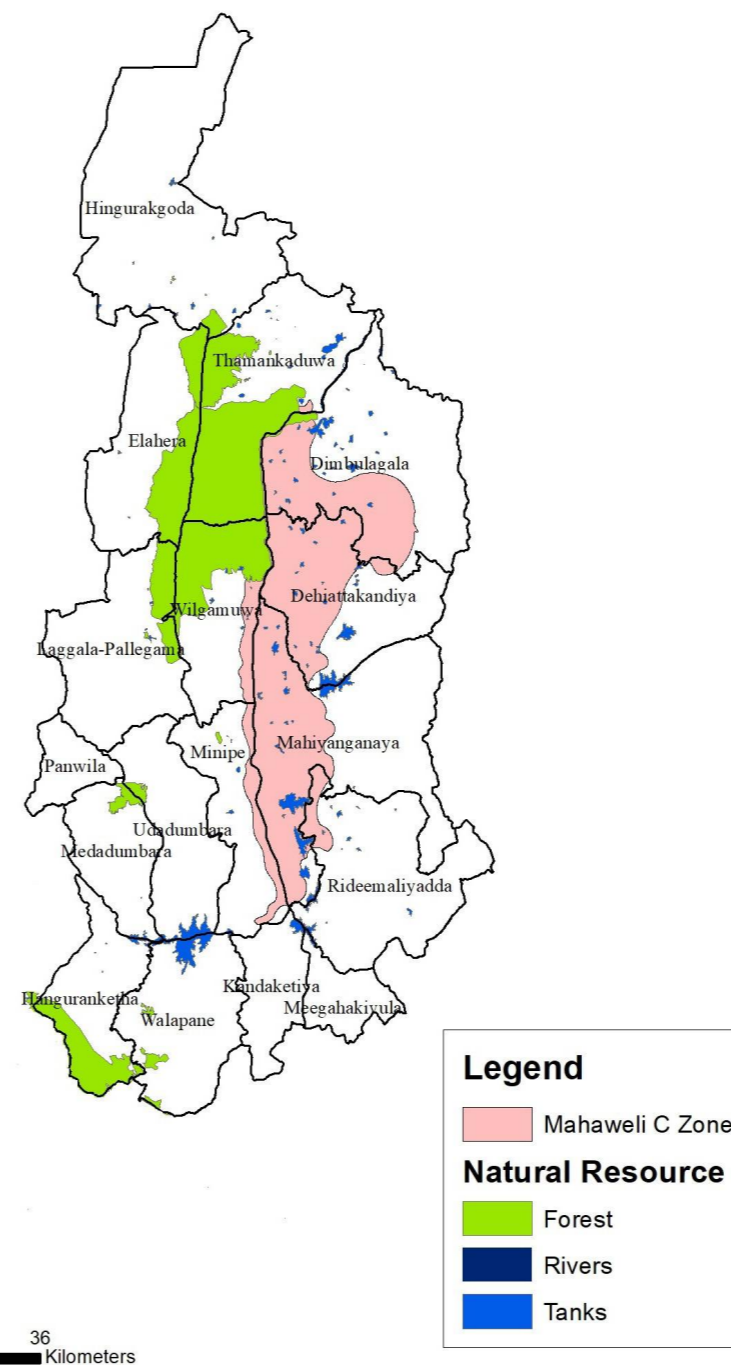 Hingurakgoda
Thamankaduwa
Elahera
Dimbulagala
Dehiattakandiya
Wilgamuwa
Laggala-Pallegama
Mahiyanganaya
Minipe
Panwila
Udadumbara
Medadumbara
Rideemaliyadda
Kandaketiya
Hanguranketha
Meegahakivula
Walapane
Legend
Mahaweli C Zone
Natural Resource
Forest
Rivers
Tanks
36
Kilometers